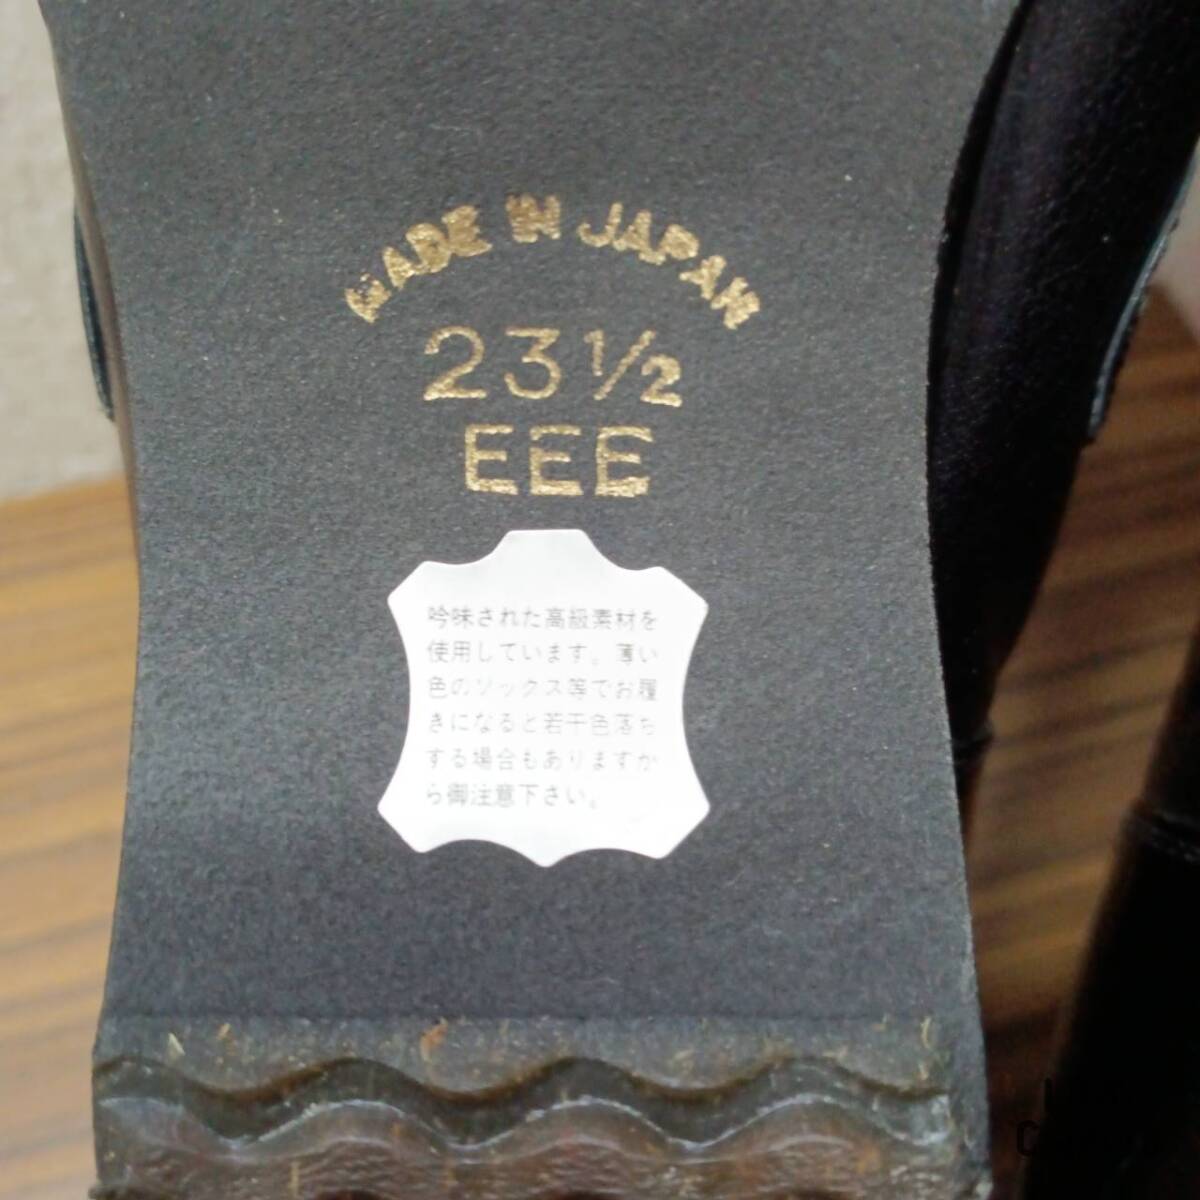 MADE IN JAPAN
23 1/2
EEE
吟味された高級素材を
使用しています。薄い
色のソックス等でお履
きになると若干色落ち
する場合もありますか
ら御注意下さい。